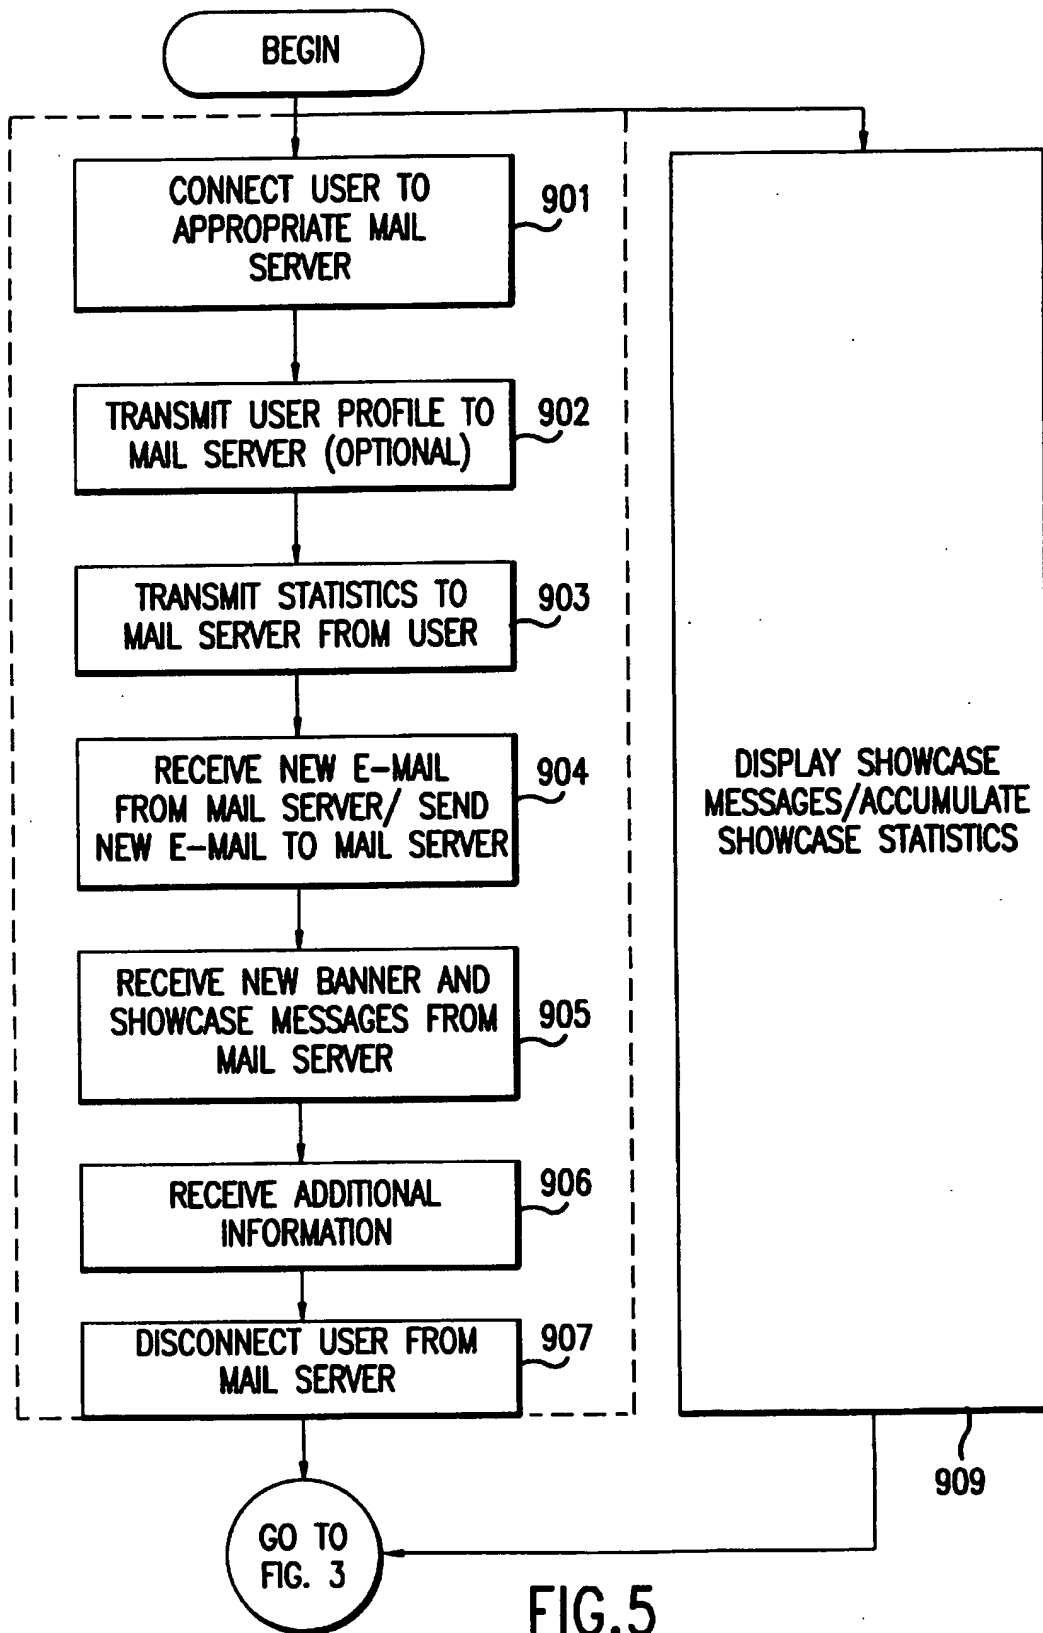 BEGIN
CONNECT USER TO
APPROPRIATE MAIL
SERVER
901
TRANSMIT USER PROFILE TO
MAIL SERVER (OPTIONAL)
902
TRANSMIT STATISTICS TO
MAIL SERVER FROM USER
903
RECEIVE NEW E-MAIL
FROM MAIL SERVER/ SEND
NEW E-MAIL TO MAIL SERVER
904
RECEIVE NEW BANNER AND
SHOWCASE MESSAGES FROM
MAIL SERVER
905
RECEIVE ADDITIONAL
INFORMATION
906
DISCONNECT USER FROM
MAIL SERVER
907
DISPLAY SHOWCASE
MESSAGES/ACCUMULATE
SHOWCASE STATISTICS
909
GO TO
FIG. 3
FIG.5